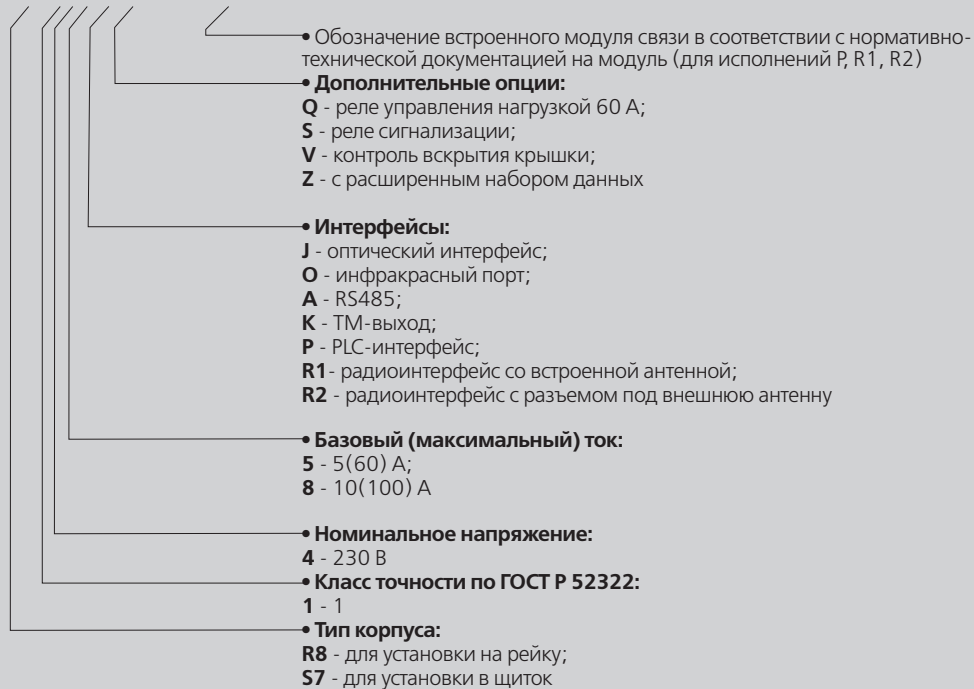 • Обозначение встроенного модуля связи в соответствии с нормативно-
технической документацией на модуль (для исполнений P, R1, R2)
• Дополнительные опции:
Q - реле управления нагрузкой 60 А;
S - реле сигнализации;
V - контроль вскрытия крышки;
Z - с расширенным набором данных
• Интерфейсы:
J - оптический интерфейс;
O - инфракрасный порт;
A - RS485;
K - ТМ-выход;
P - PLC-интерфейс;
R1- радиоинтерфейс со встроенной антенной;
R2 - радиоинтерфейс с разъемом под внешнюю антенну
• Базовый (максимальный) ток:
5 - 5(60) А;
8 - 10(100) А
• Номинальное напряжение:
4 - 230 В
• Класс точности по ГОСТ Р 52322:
1 - 1
• Тип корпуса:
R8 - для установки на рейку;
S7 - для установки в щиток